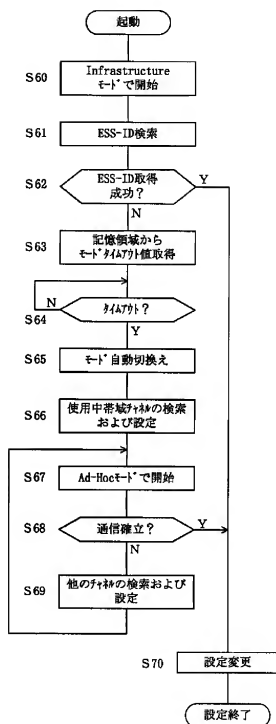 起動
S60
Infrastructure
ﾓｰﾄﾞで開始
S61
ESS-ID検索
S62
ESS-ID取得
成功？
Y
N
S63
記憶領域から
ﾓｰﾄﾞﾀｲﾑｱｳﾄ値取得
N
ﾀｲﾑｱｳﾄ？
S64
Y
S65
ﾓｰﾄﾞ自動切換え
S66
使用中帯域ﾁｬﾈﾙの検索
および設定
S67
Ad-Hocﾓｰﾄﾞで開始
S68
通信確立？
Y
N
S69
他のﾁｬﾈﾙの検索および
設定
S70
設定変更
設定終了